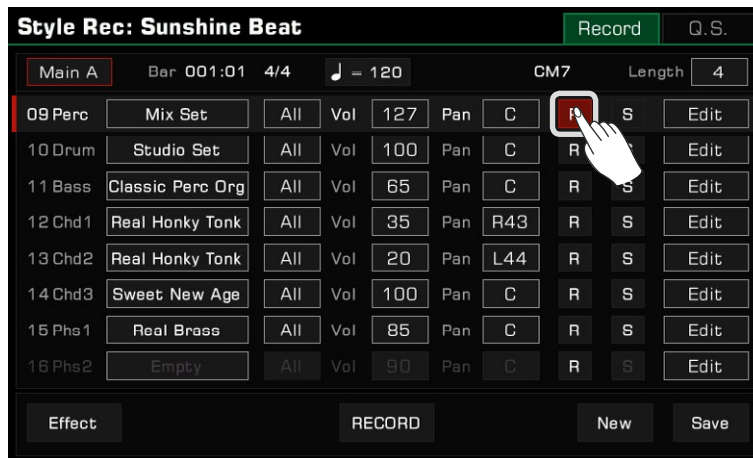 Style Rec: Sunshine Beat Record Q.S.
Main A Bar 001:01 4/4 ♩ = 120 CM7 Length 4
09 Perc Mix Set All Vol 127 Pan C R S Edit
10 Drum Studio Set All Vol 100 Pan C R S Edit
11 Bass Classic Perc Org All Vol 65 Pan C R S Edit
12 Chd1 Real Honky Tonk All Vol 35 Pan R43 R S Edit
13 Chd2 Real Honky Tonk All Vol 20 Pan L44 R S Edit
14 Chd3 Sweet New Age All Vol 100 Pan C R S Edit
15 Phs1 Real Brass All Vol 85 Pan C R S Edit
16 Phs2 Empty All Vol 90 Pan C R S Edit
Effect RECORD New Save